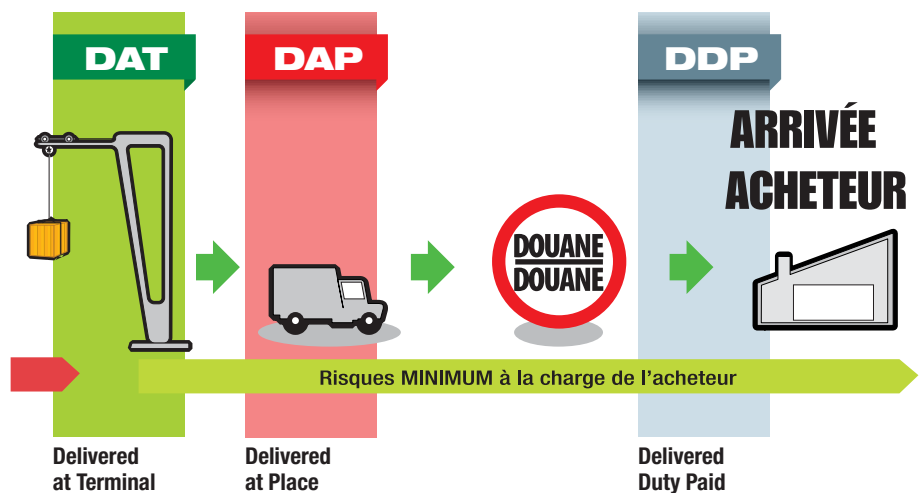 DAT
DAP
DDP
ARRIVÉE
ACHETEUR
DOUANE
DOUANE
Risques MINIMUM à la charge de l'acheteur
Delivered
at Terminal
Delivered
at Place
Delivered
Duty Paid